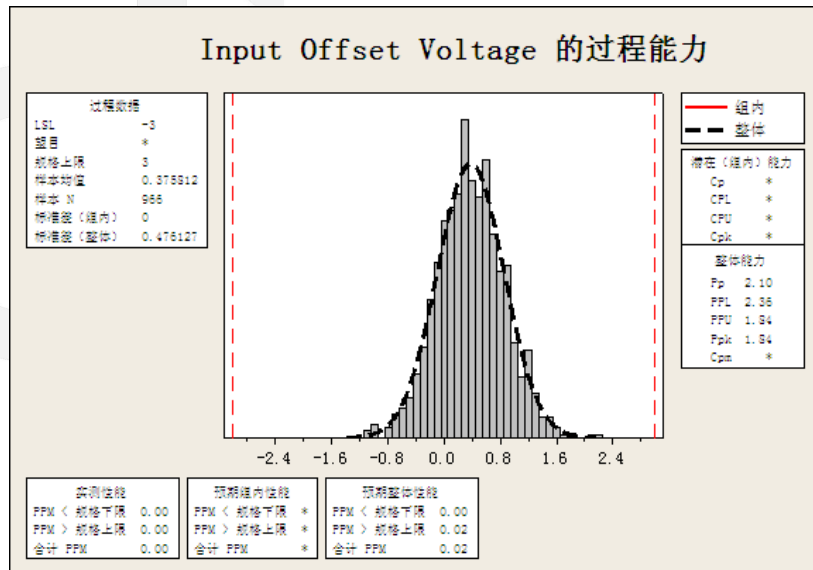 Input Offset Voltage 的过程能力
过程数据
LSL -3
望目 *
规格上限 3
样本均值 0.375812
样本 N 966
标准差（组内） 0
标准差（整体） 0.476127
组内
整体
潜在（组内）能力
Cp *
CPL *
CPU *
Cpk *
整体能力
Pp 2.10
PPL 2.36
PPU 1.84
Ppk 1.84
Cpm *
-2.4 -1.6 -0.8 0.0 0.8 1.6 2.4
实测性能
PPM < 规格下限 0.00
PPM > 规格上限 0.00
合计 PPM 0.00
预期组内性能
PPM < 规格下限 *
PPM > 规格上限 *
合计 PPM *
预期整体性能
PPM < 规格下限 0.00
PPM > 规格上限 0.02
合计 PPM 0.02